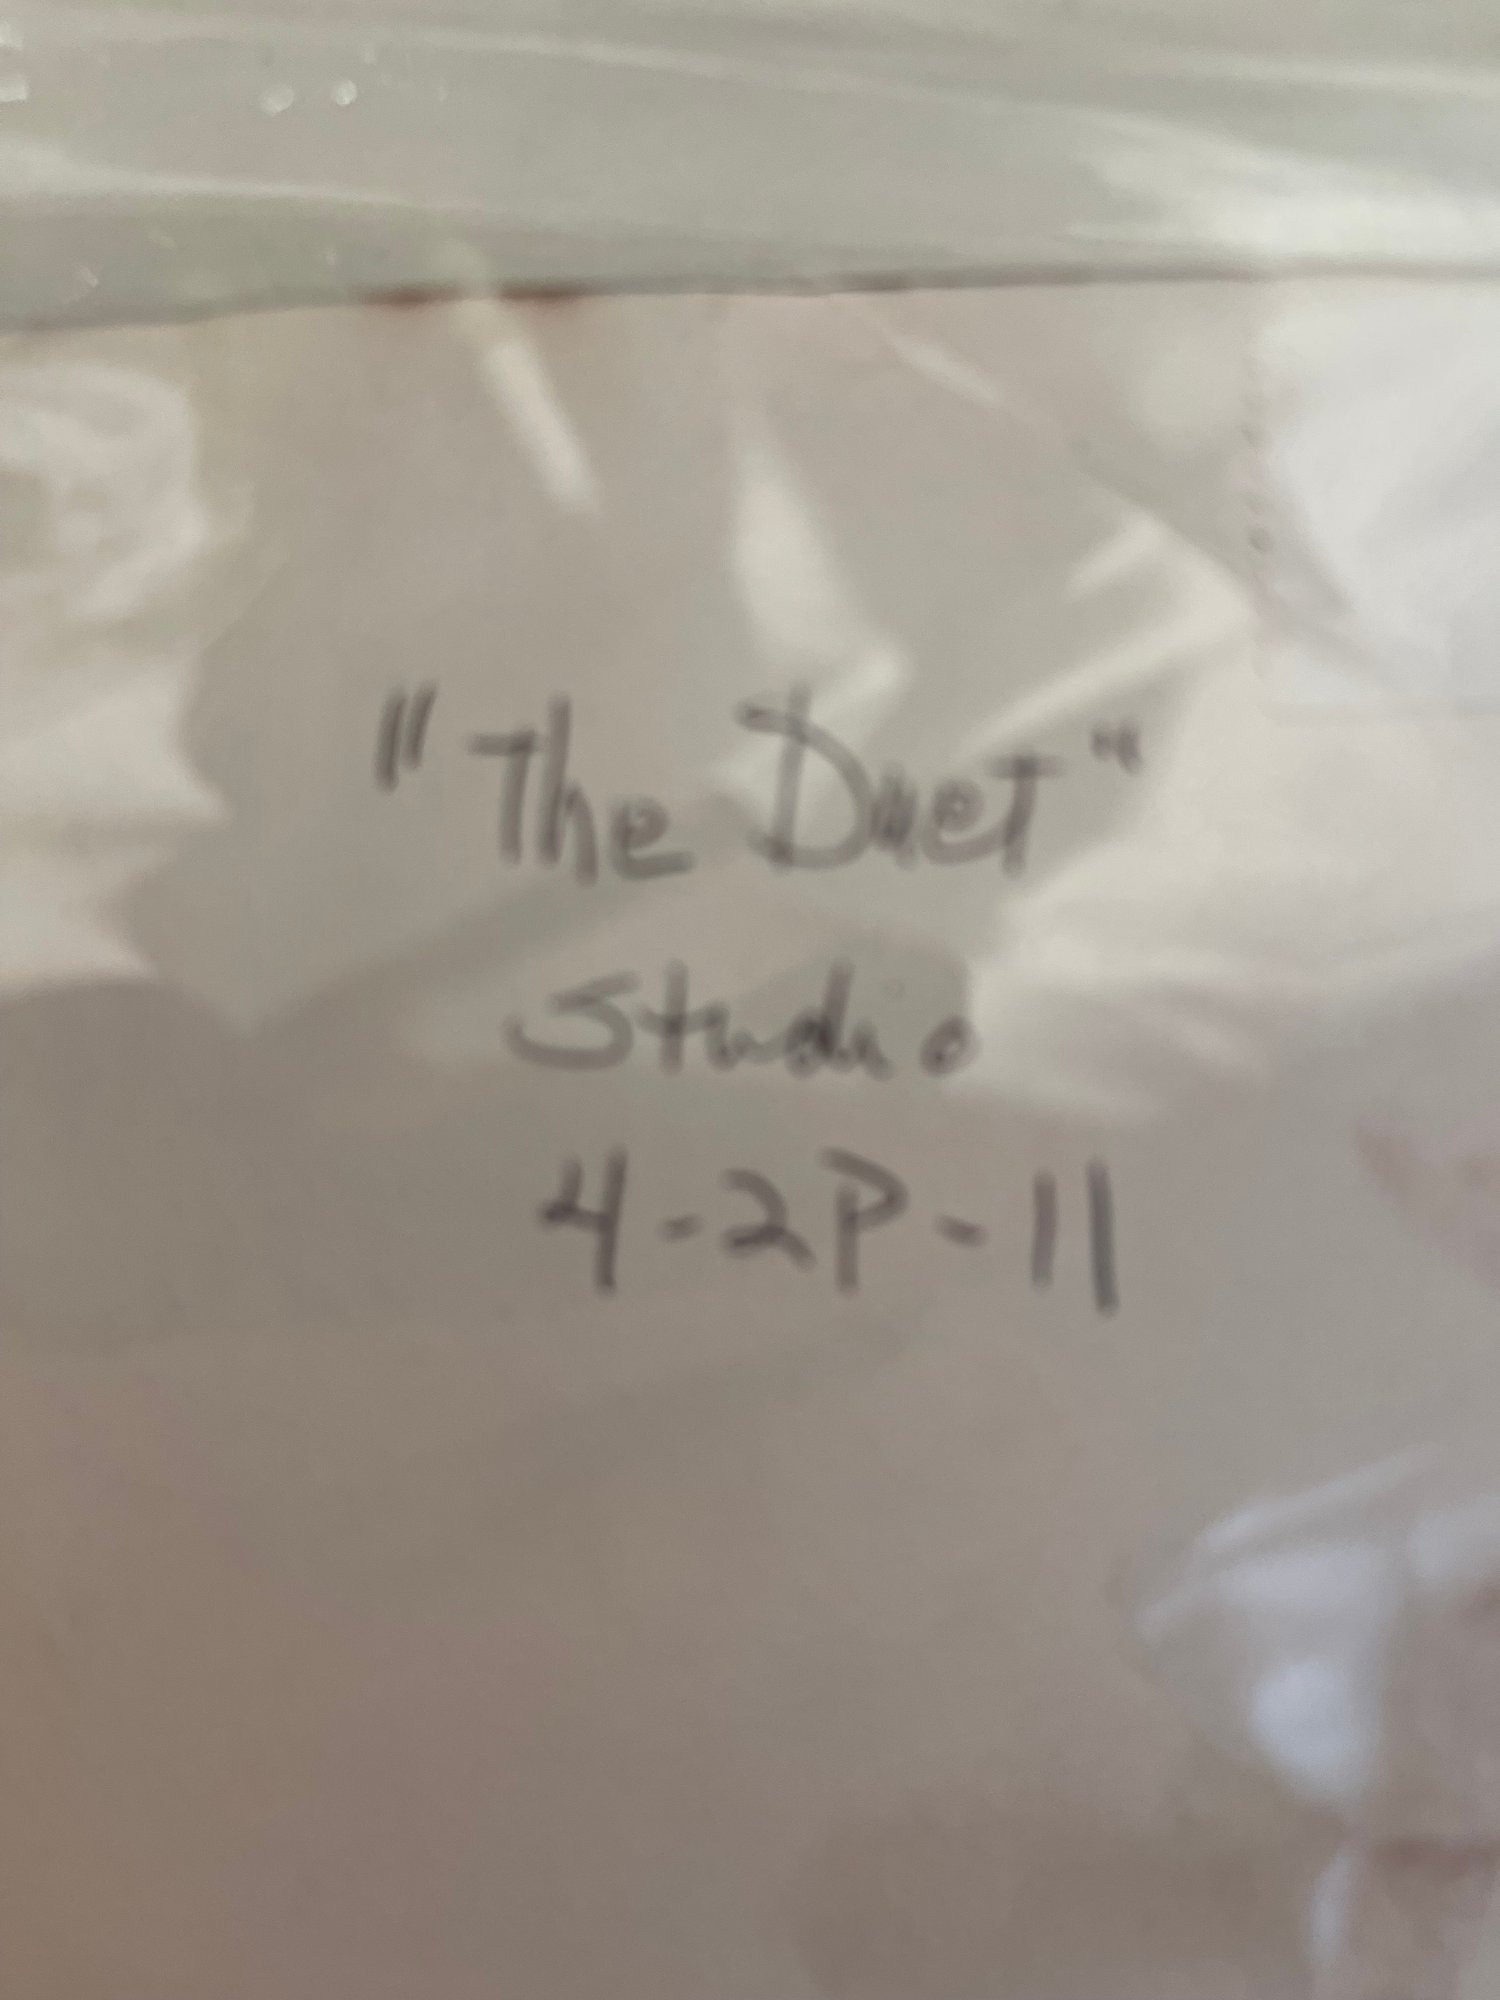 "The Duet"
Studio
4-2P-11